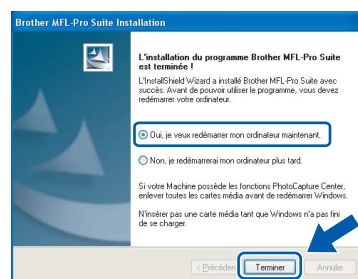 Brother MFL-Pro Suite Installation
L'installation du programme Brother MFL-Pro Suite
est terminée !
L'InstallShield Wizard a installé Brother MFL-Pro Suite avec
succès. Avant de pouvoir utiliser le programme, vous devez
redémarrer votre ordinateur.
Oui, je veux redémarrer mon ordinateur maintenant.
Non, je redémarrerai mon ordinateur plus tard.
Si votre Machine possède les fonctions PhotoCapture Center,
enlever toutes les cartes média avant de redémarrer Windows.
N'insérer pas une carte média tant que Windows n'a pas fini
de se charger.
< Précéden Terminer Annuler